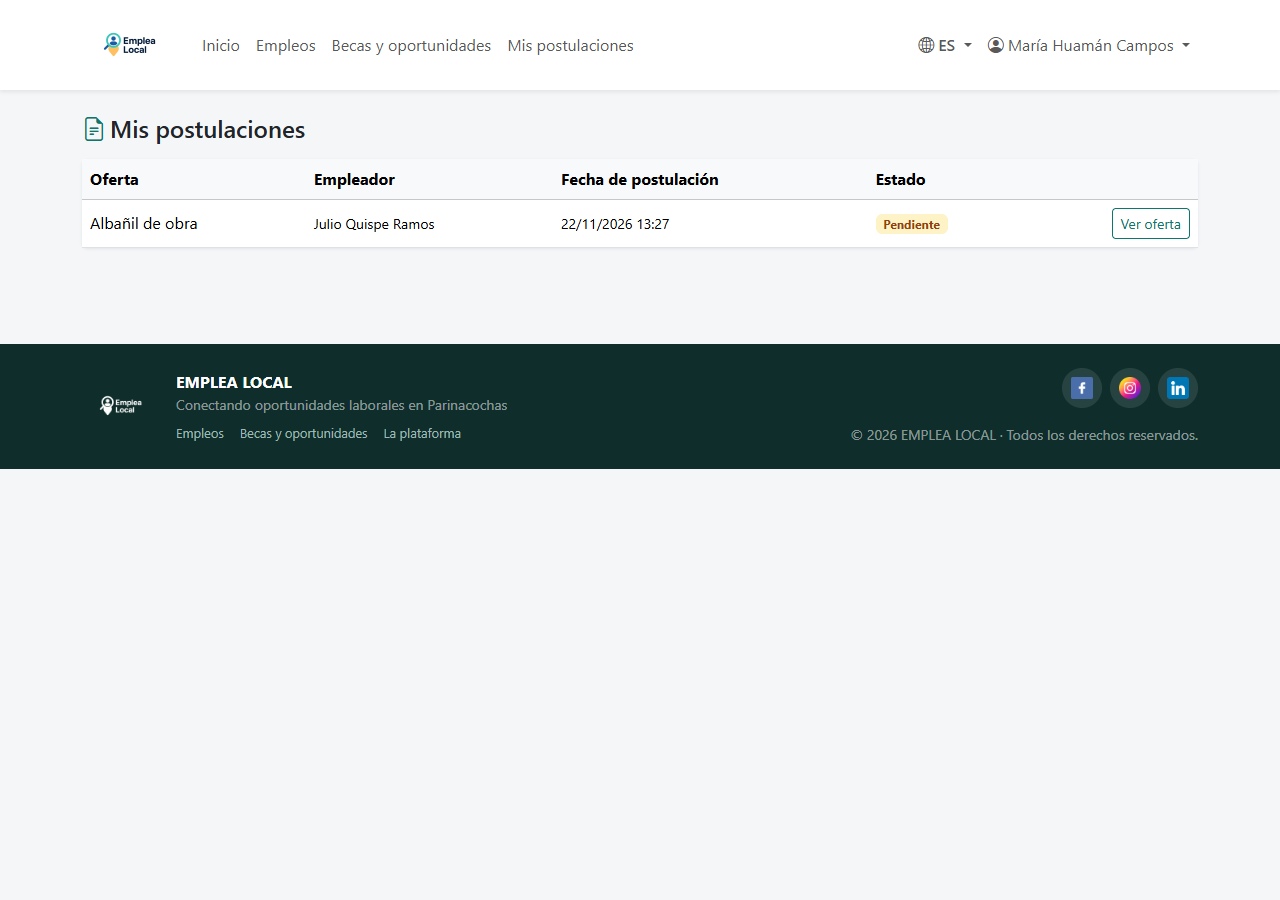 Emplea
Local
Inicio
Empleos
Becas y oportunidades
Mis postulaciones
ES
María Huamán Campos
Mis postulaciones
Oferta Empleador Fecha de postulación Estado
Albañil de obra Julio Quispe Ramos 22/11/2026 13:27 Pendiente Ver oferta
Emplea
Local
EMPLEA LOCAL
Conectando oportunidades laborales en Parinacochas
Empleos Becas y oportunidades La plataforma
f
in
© 2026 EMPLEA LOCAL · Todos los derechos reservados.